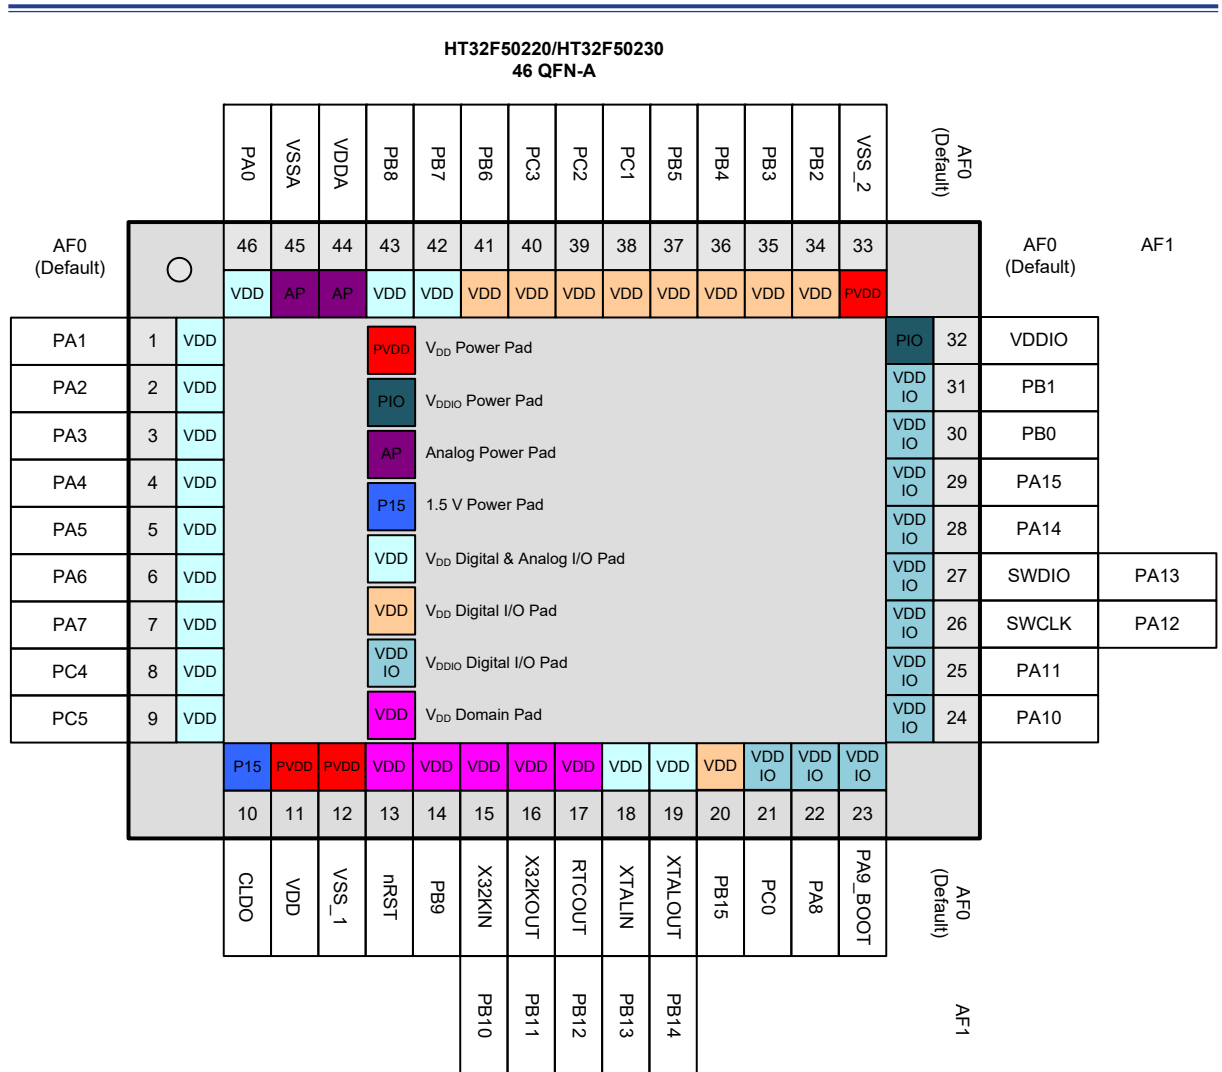 HT32F50220/HT32F50230
46 QFN-A
PA0 VSSA VDDA PB8 PB7 PB6 PC3 PC2 PC1 PB5 PB4 PB3 PB2 VSS_2 AF0 (Default)
AF0 (Default) 46 45 44 43 42 41 40 39 38 37 36 35 34 33 AF0 (Default) AF1
VDD AP AP VDD VDD VDD VDD VDD VDD VDD VDD VDD VDD PVDD
PA1 1 VDD PVDD VDD Power Pad PIO 32 VDDIO
PA2 2 VDD PIO VDDIO Power Pad VDD IO 31 PB1
PA3 3 VDD AP Analog Power Pad VDD IO 30 PB0
PA4 4 VDD P15 1.5 V Power Pad VDD IO 29 PA15
PA5 5 VDD VDD VDD Digital & Analog I/O Pad VDD IO 28 PA14
PA6 6 VDD VDD IO 27 SWDIO PA13
PA7 7 VDD VDD VDD Digital I/O Pad VDD IO 26 SWCLK PA12
PC4 8 VDD VDD IO VDDIO Digital I/O Pad VDD IO 25 PA11
PC5 9 VDD VDD VDD Domain Pad VDD IO 24 PA10
P15 PVDD PVDD VDD VDD VDD VDD VDD VDD VDD VDD VDD IO VDD IO VDD IO
10 11 12 13 14 15 16 17 18 19 20 21 22 23
CLDO VDD VSS_1 nRST PB9 X32KIN X32KOUT RTCOUT XTALIN XTALOUT PB15 PC0 PA8 PA9_BOOT AF0 (Default)
PB10 PB11 PB12 PB13 PB14 AF1